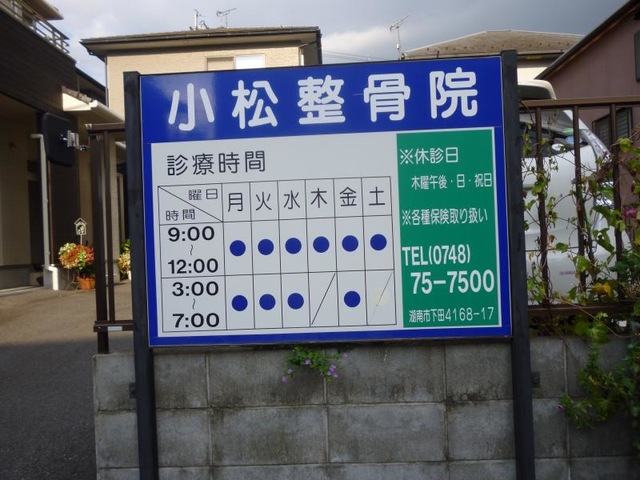 小松整骨院
診療時間
曜日 月 火 水 木 金 土
時間
9:00 〜 12:00 ● ● ● ● ● ●
3:00 〜 7:00 ● ● ● / ●
※休診日
木曜午後・日・祝日
※各種保険取り扱い
TEL(0748)
75-7500
湖南市下田4168-17